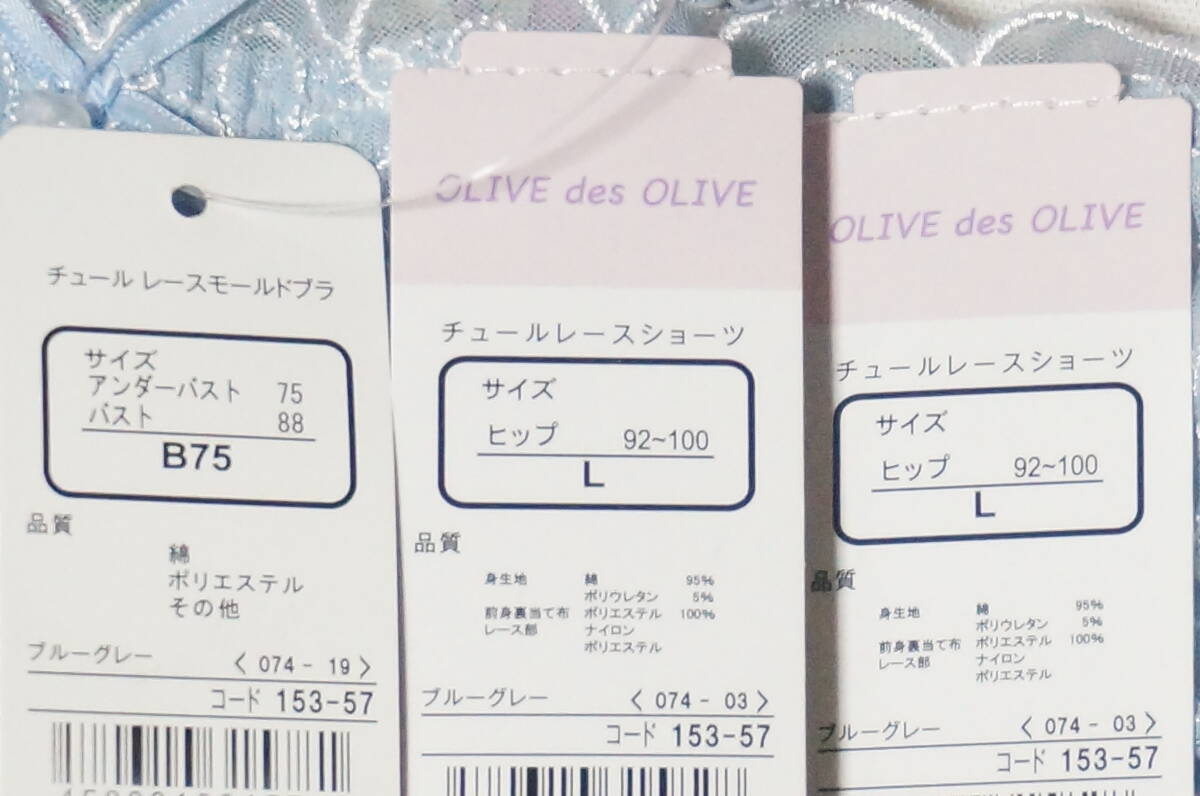 チュール レースモールドブラ
サイズ
アンダーバスト 75
バスト 88
B75
品質
綿
ポリエステル
その他
ブルーグレー 〈 074 - 19 〉
コード 153-57
OLIVE des OLIVE
チュールレースショーツ
サイズ
ヒップ 92~100
L
品質
身生地 綿 95%
ポリウレタン 5%
前身裏当て布 ポリエステル 100%
レース部 ナイロン
ポリエステル
ブルーグレー 〈 074 - 03 〉
コード 153-57
OLIVE des OLIVE
チュールレースショーツ
サイズ
ヒップ 92~100
L
品質
身生地 綿 95%
ポリウレタン 5%
前身裏当て布 ポリエステル 100%
レース部 ナイロン
ポリエステル
ブルーグレー 〈 074 - 03 〉
コード 153-57